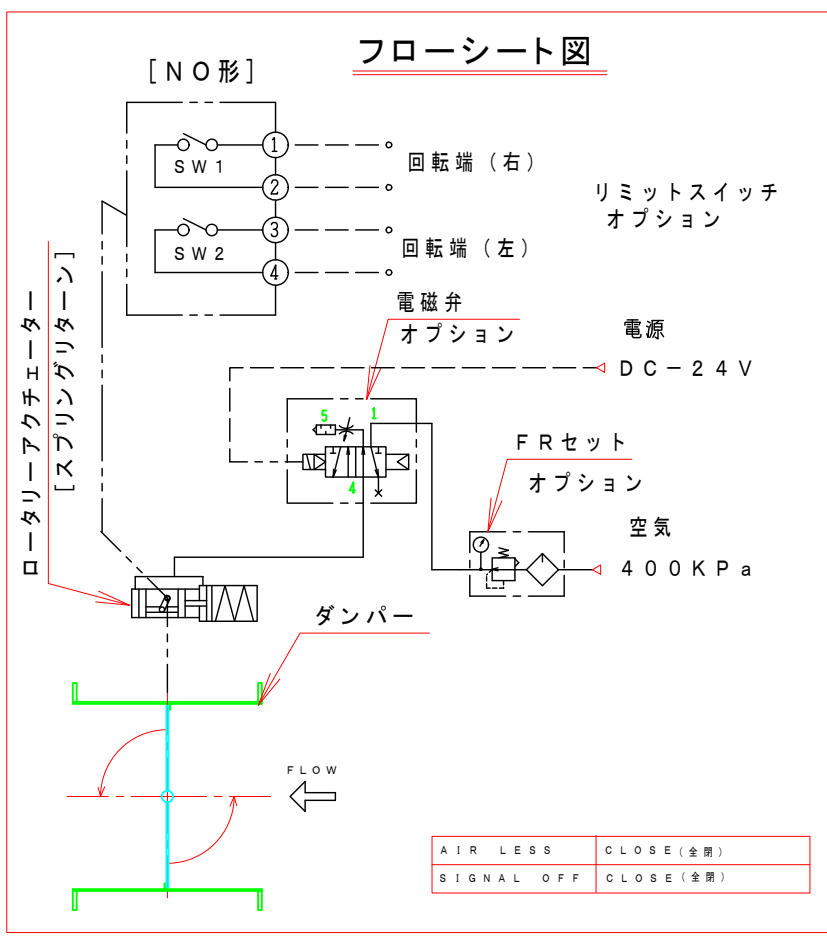 フローシート図
[NO形]
SW1
①
②
回転端(右)
SW2
③
④
回転端(左)
リミットスイッチ
オプション
ロータリーアクチェーター
[スプリングリターン]
電磁弁
オプション
電源
DC-24V
5
1
4
FRセット
オプション
空気
400KPa
ダンパー
FLOW
AIR LESS CLOSE(全閉)
SIGNAL OFF CLOSE(全閉)